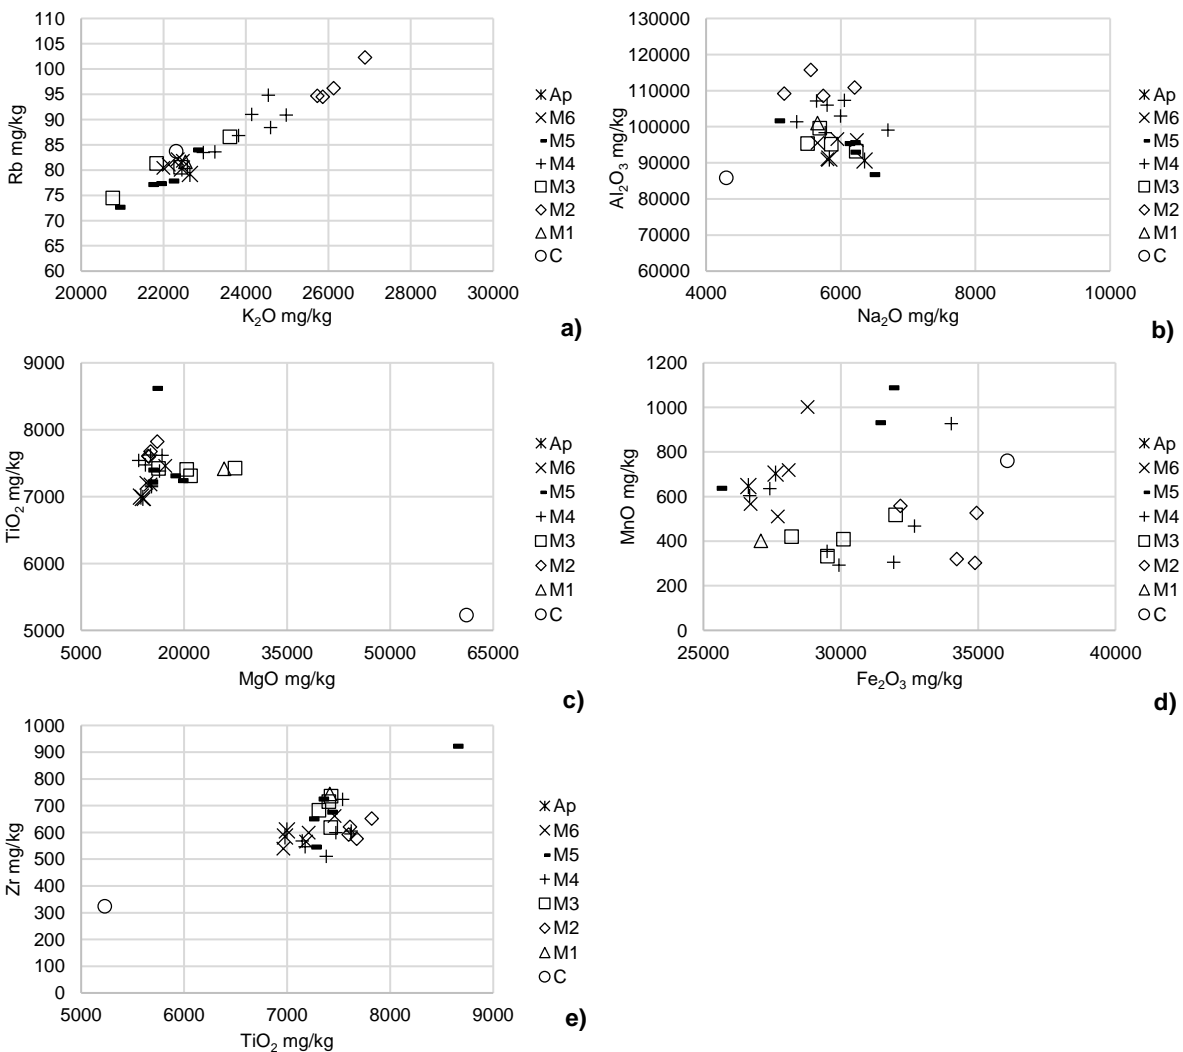 110
105
100
95
90
85
80
75
70
65
60
Rb mg/kg
20000 22000 24000 26000 28000 30000
K₂O mg/kg
Ap
M6
M5
M4
M3
M2
M1
C
a)
130000
120000
110000
100000
90000
80000
70000
60000
Al₂O₃ mg/kg
4000 6000 8000 10000
Na₂O mg/kg
Ap
M6
M5
M4
M3
M2
M1
C
b)
9000
8000
7000
6000
5000
TiO₂ mg/kg
5000 20000 35000 50000 65000
MgO mg/kg
Ap
M6
M5
M4
M3
M2
M1
C
c)
1200
1000
800
600
400
200
0
MnO mg/kg
25000 30000 35000 40000
Fe₂O₃ mg/kg
Ap
M6
M5
M4
M3
M2
M1
C
d)
1000
900
800
700
600
500
400
300
200
100
0
Zr mg/kg
5000 6000 7000 8000 9000
TiO₂ mg/kg
Ap
M6
M5
M4
M3
M2
M1
C
e)